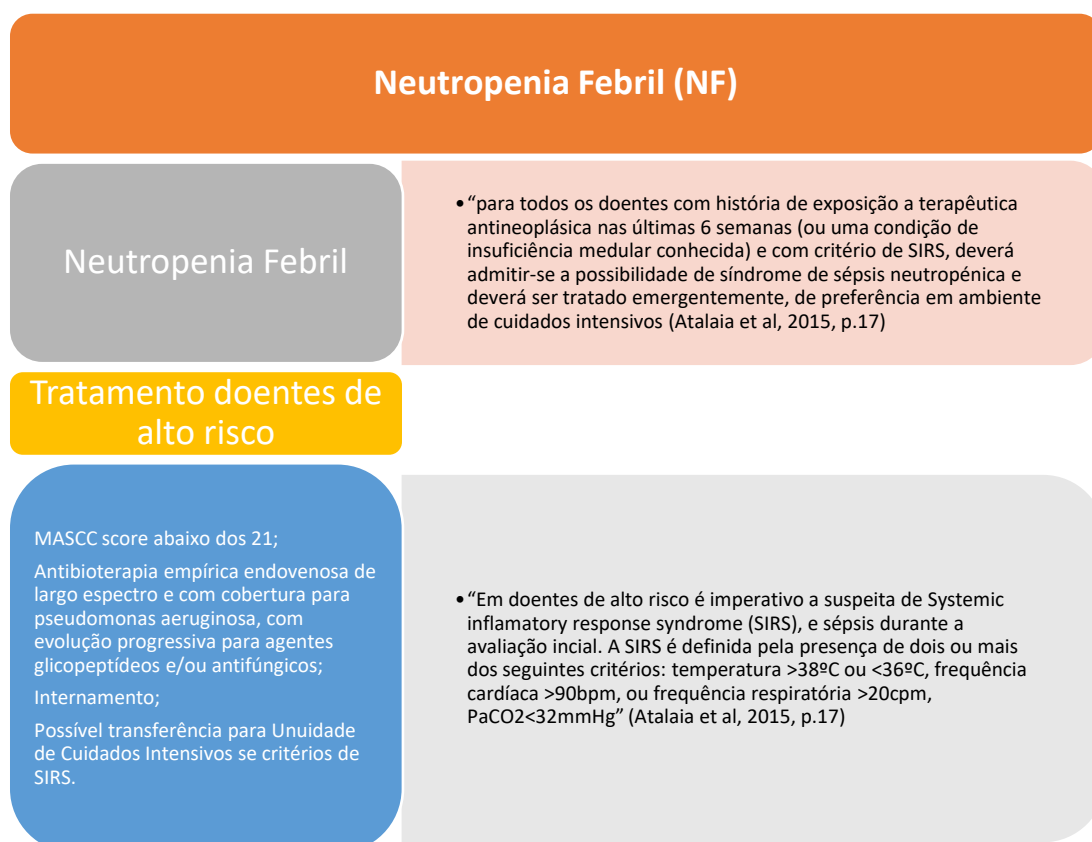 Neutropenia Febril (NF)
Neutropenia Febril
•“para todos os doentes com história de exposição a terapêutica
antineoplásica nas últimas 6 semanas (ou uma condição de
insuficiência medular conhecida) e com critério de SIRS, deverá
admitir-se a possibilidade de síndrome de sépsis neutropénica e
deverá ser tratado emergentemente, de preferência em ambiente
de cuidados intensivos (Atalaia et al, 2015, p.17)
Tratamento doentes de
alto risco
MASCC score abaixo dos 21;
Antibioterapia empírica endovenosa de
largo espectro e com cobertura para
pseudomonas aeruginosa, com
evolução progressiva para agentes
glicopeptídeos e/ou antifúngicos;
Internamento;
Possível transferência para Unuidade
de Cuidados Intensivos se critérios de
SIRS.
•“Em doentes de alto risco é imperativo a suspeita de Systemic
inflamatory response syndrome (SIRS), e sépsis durante a
avaliação incial. A SIRS é definida pela presença de dois ou mais
dos seguintes critérios: temperatura >38ºC ou <36ºC, frequência
cardíaca >90bpm, ou frequência respiratória >20cpm,
PaCO2<32mmHg” (Atalaia et al, 2015, p.17)